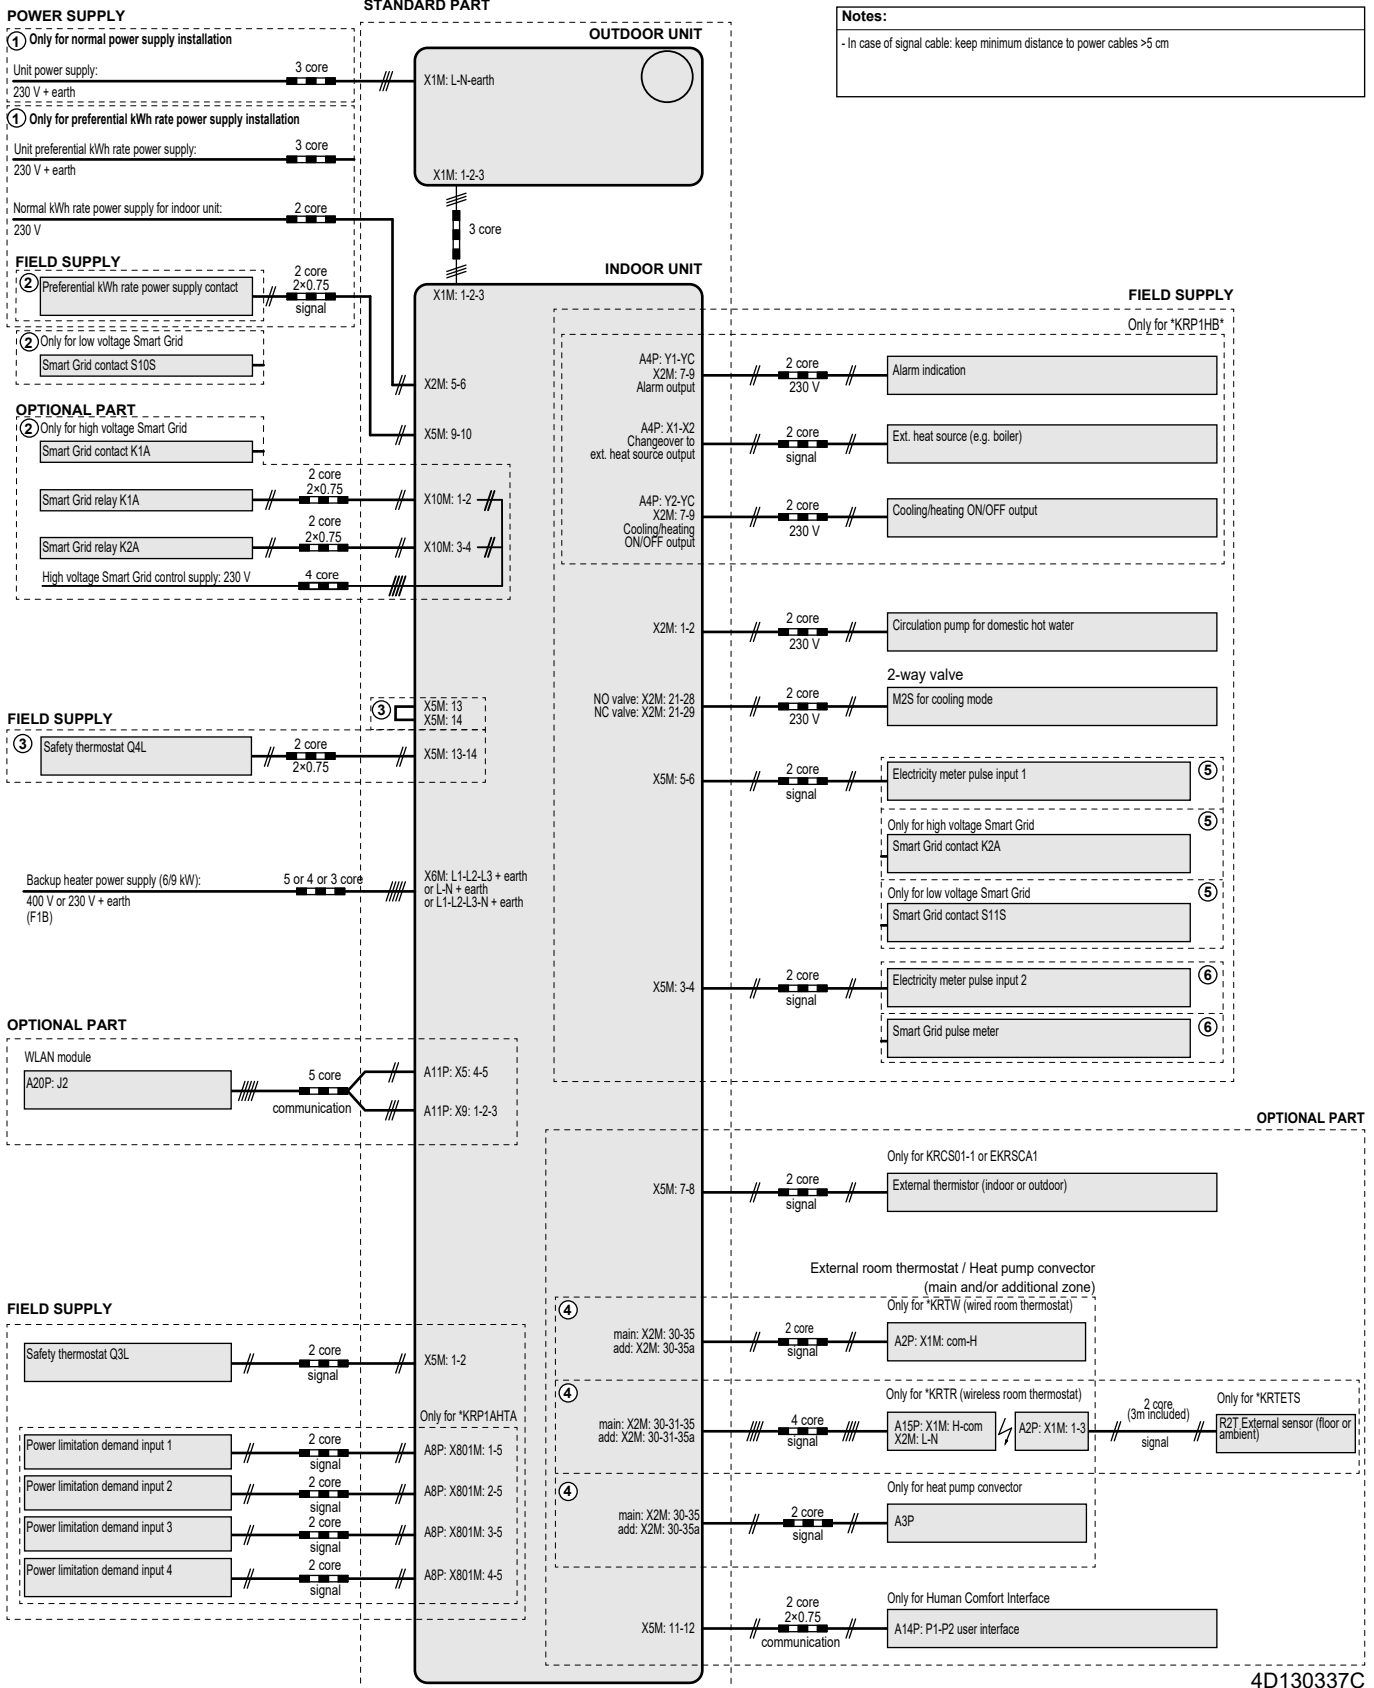 STANDARD PART
POWER SUPPLY
① Only for normal power supply installation
Unit power supply:
3 core
230 V + earth
① Only for preferential kWh rate power supply installation
Unit preferential kWh rate power supply:
3 core
230 V + earth
Normal kWh rate power supply for indoor unit:
2 core
230 V
FIELD SUPPLY
② Preferential kWh rate power supply contact
2 core
2×0.75
signal
② Only for low voltage Smart Grid
Smart Grid contact S10S
OPTIONAL PART
② Only for high voltage Smart Grid
Smart Grid contact K1A
Smart Grid relay K1A
2 core
2×0.75
Smart Grid relay K2A
2 core
2×0.75
High voltage Smart Grid control supply: 230 V
4 core
FIELD SUPPLY
③ Safety thermostat Q4L
2 core
2×0.75
Backup heater power supply (6/9 kW):
5 or 4 or 3 core
400 V or 230 V + earth
(F1B)
OPTIONAL PART
WLAN module
A20P: J2
5 core
communication
FIELD SUPPLY
Safety thermostat Q3L
2 core
signal
Power limitation demand input 1
2 core
signal
Power limitation demand input 2
2 core
signal
Power limitation demand input 3
2 core
signal
Power limitation demand input 4
2 core
signal
OUTDOOR UNIT
X1M: L-N-earth
X1M: 1-2-3
3 core
INDOOR UNIT
X1M: 1-2-3
X2M: 5-6
X5M: 9-10
X10M: 1-2
X10M: 3-4
③
X5M: 13
X5M: 14
X5M: 13-14
X6M: L1-L2-L3 + earth
or L-N + earth
or L1-L2-L3-N + earth
A11P: X5: 4-5
A11P: X9: 1-2-3
X5M: 1-2
Only for *KRP1AHTA
A8P: X801M: 1-5
A8P: X801M: 2-5
A8P: X801M: 3-5
A8P: X801M: 4-5
Notes:
- In case of signal cable: keep minimum distance to power cables >5 cm
FIELD SUPPLY
Only for *KRP1HB*
A4P: Y1-YC
X2M: 7-9
Alarm output
2 core
230 V
Alarm indication
A4P: X1-X2
Changeover to
ext. heat source output
2 core
signal
Ext. heat source (e.g. boiler)
A4P: Y2-YC
X2M: 7-9
Cooling/heating
ON/OFF output
2 core
230 V
Cooling/heating ON/OFF output
X2M: 1-2
2 core
230 V
Circulation pump for domestic hot water
2-way valve
NO valve: X2M: 21-28
NC valve: X2M: 21-29
2 core
230 V
M2S for cooling mode
X5M: 5-6
2 core
signal
Electricity meter pulse input 1
⑤
Only for high voltage Smart Grid
⑤
Smart Grid contact K2A
Only for low voltage Smart Grid
⑤
Smart Grid contact S11S
X5M: 3-4
2 core
signal
Electricity meter pulse input 2
⑥
Smart Grid pulse meter
⑥
OPTIONAL PART
Only for KRCS01-1 or EKRSCA1
X5M: 7-8
2 core
signal
External thermistor (indoor or outdoor)
External room thermostat / Heat pump convector
(main and/or additional zone)
④
Only for *KRTW (wired room thermostat)
main: X2M: 30-35
add: X2M: 30-35a
2 core
signal
A2P: X1M: com-H
④
Only for *KRTR (wireless room thermostat)
main: X2M: 30-31-35
add: X2M: 30-31-35a
4 core
signal
A15P: X1M: H-com
X2M: L-N
A2P: X1M: 1-3
2 core
(3m included)
signal
Only for *KRTETS
R2T External sensor (floor or
ambient)
④
Only for heat pump convector
main: X2M: 30-35
add: X2M: 30-35a
2 core
signal
A3P
Only for Human Comfort Interface
X5M: 11-12
2 core
2×0.75
communication
A14P: P1-P2 user interface
4D130337C